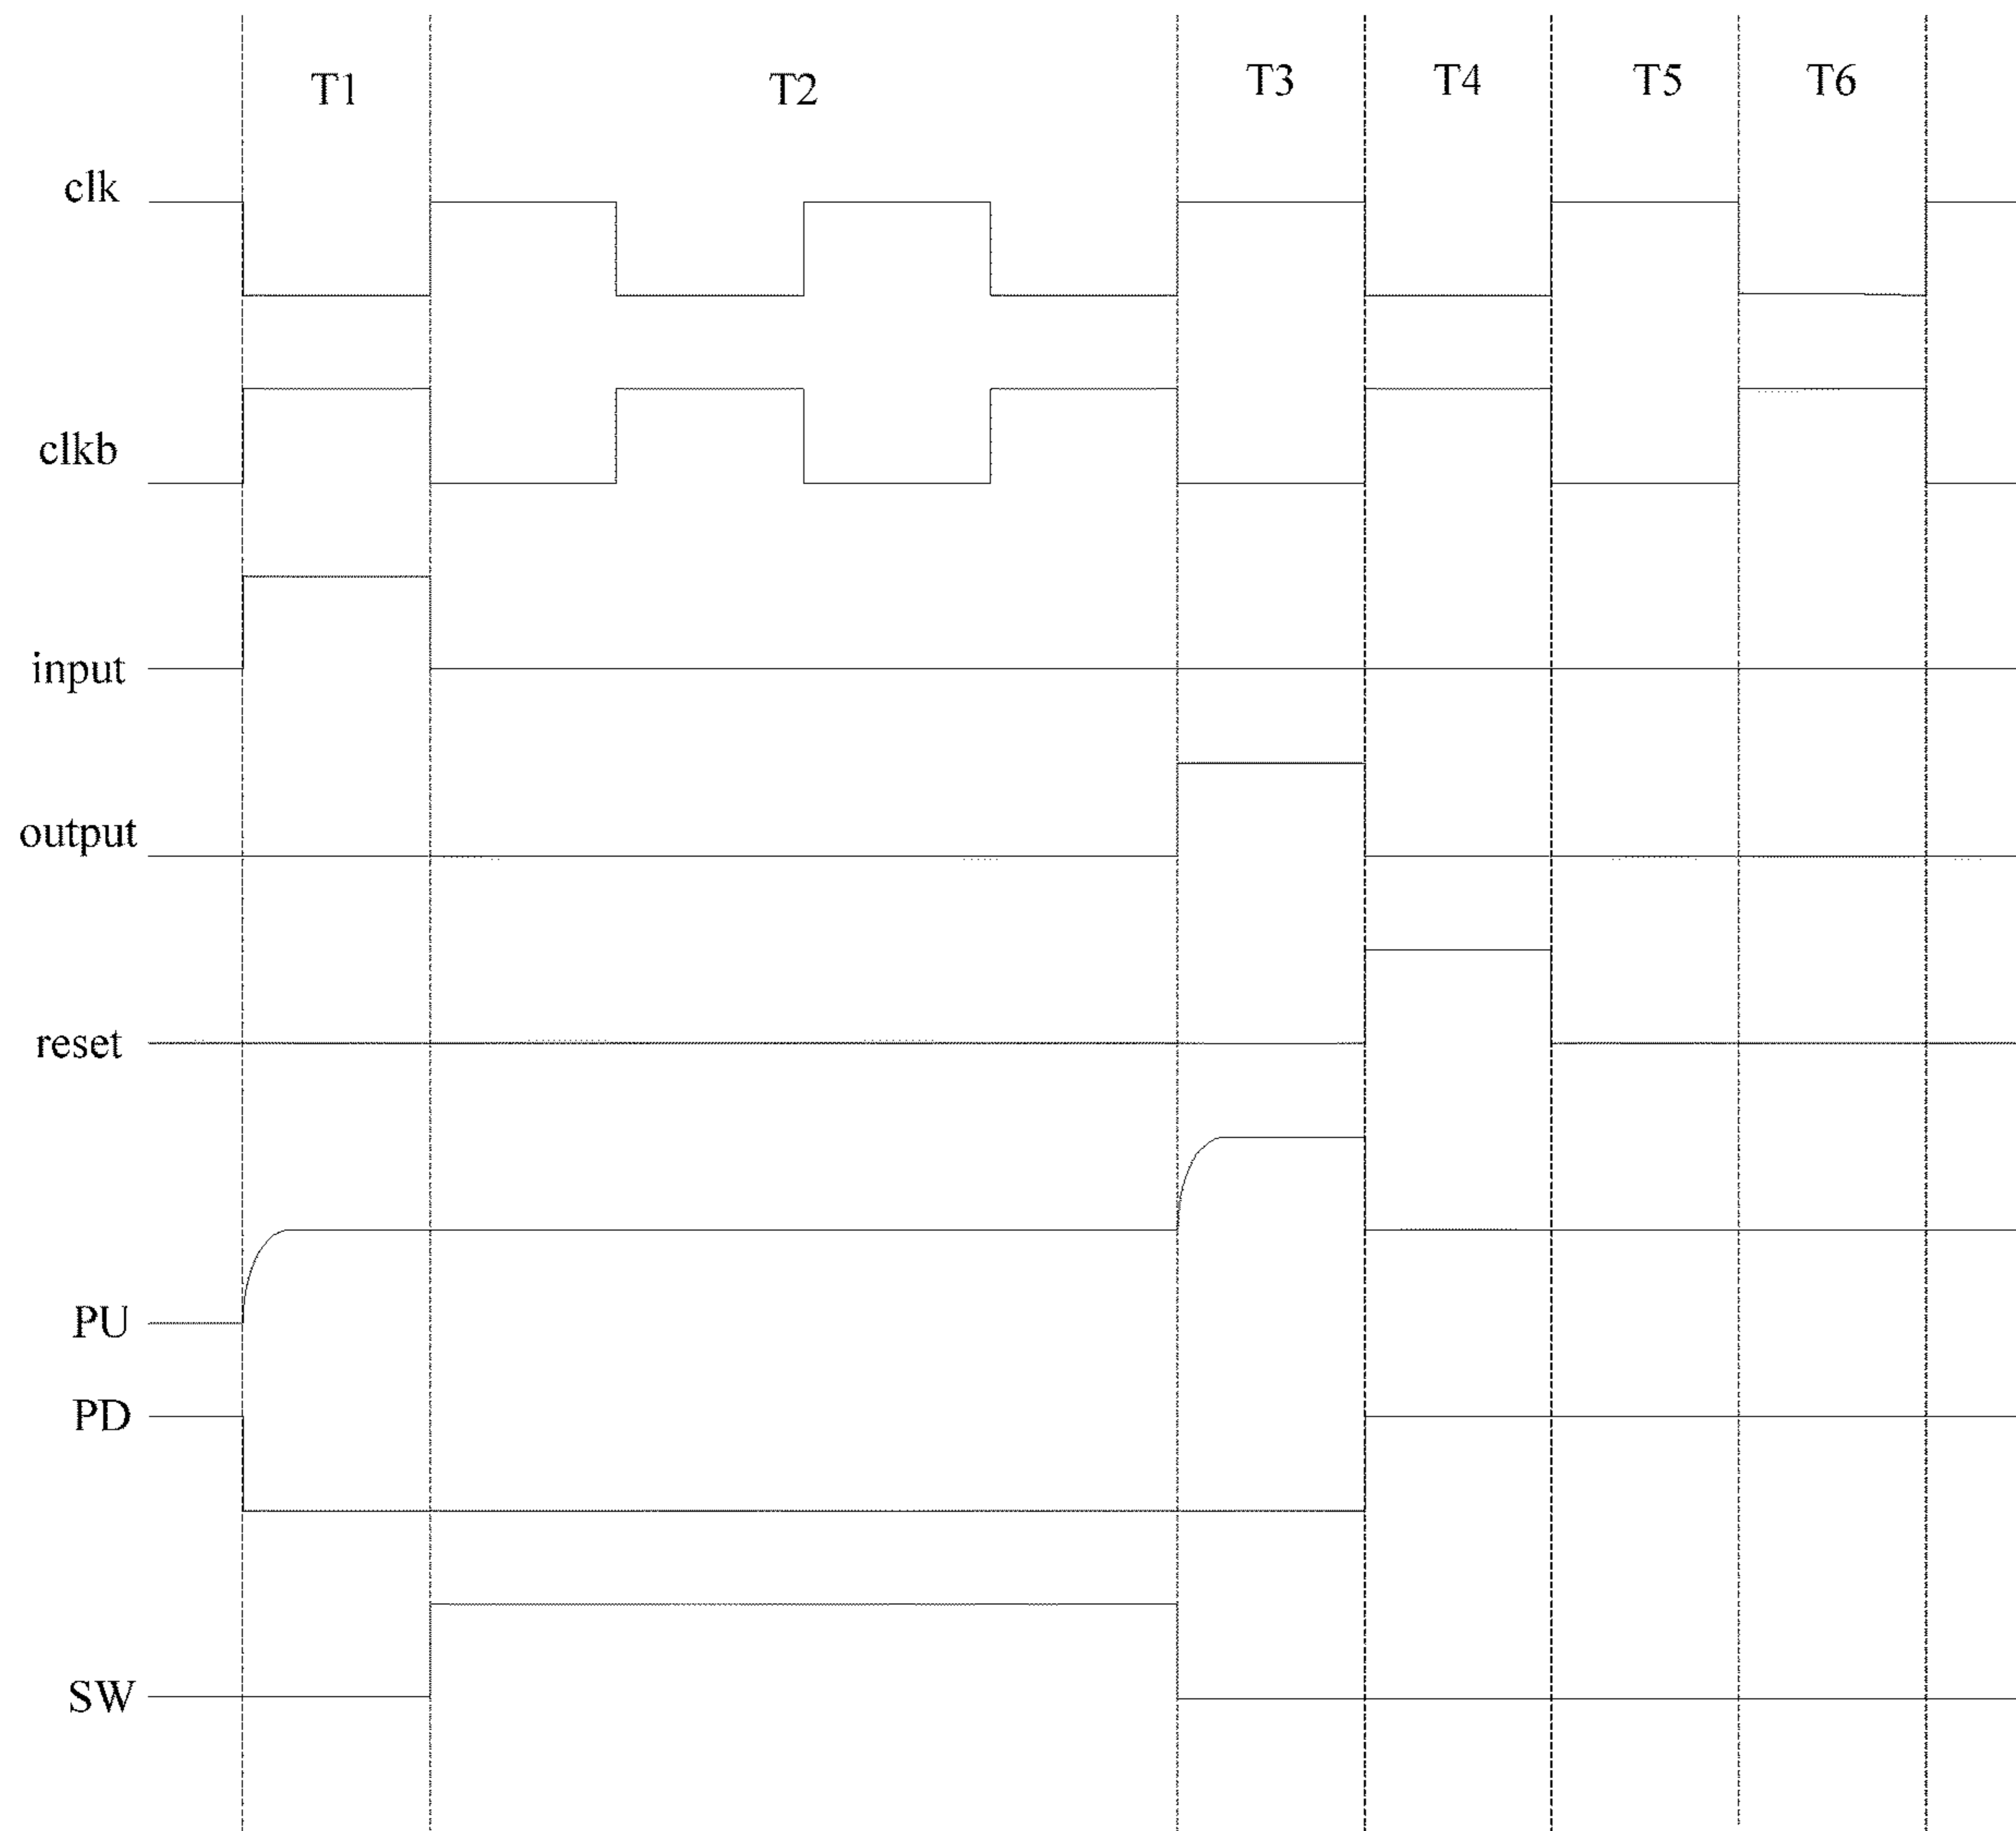 T1 T2 T3 T4 T5 T6
clk
clkb
input
output
reset
PU
PD
SW